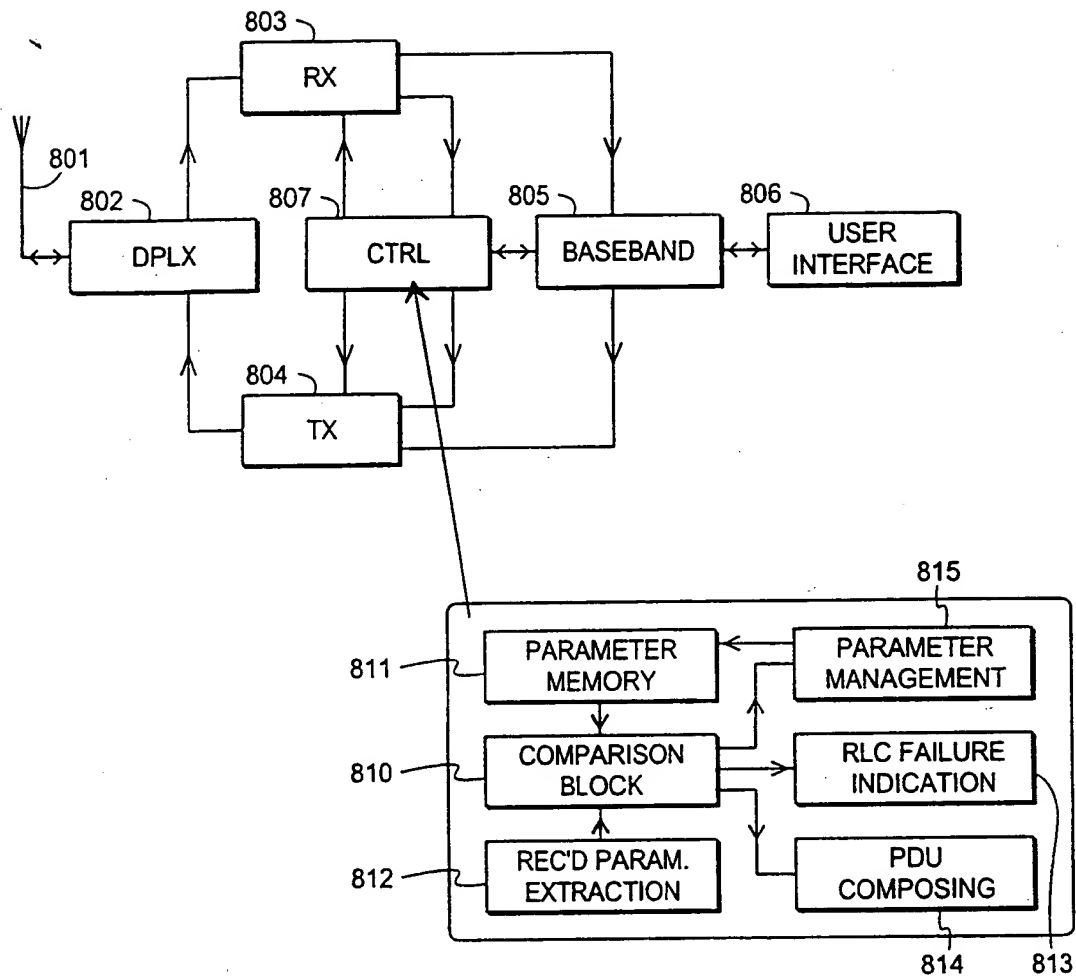 803
RX
801
802
DPLX
807
CTRL
805
BASEBAND
806
USER
INTERFACE
804
TX
815
811
PARAMETER
MEMORY
PARAMETER
MANAGEMENT
810
COMPARISON
BLOCK
RLC FAILURE
INDICATION
812
REC'D PARAM.
EXTRACTION
PDU
COMPOSING
814
813